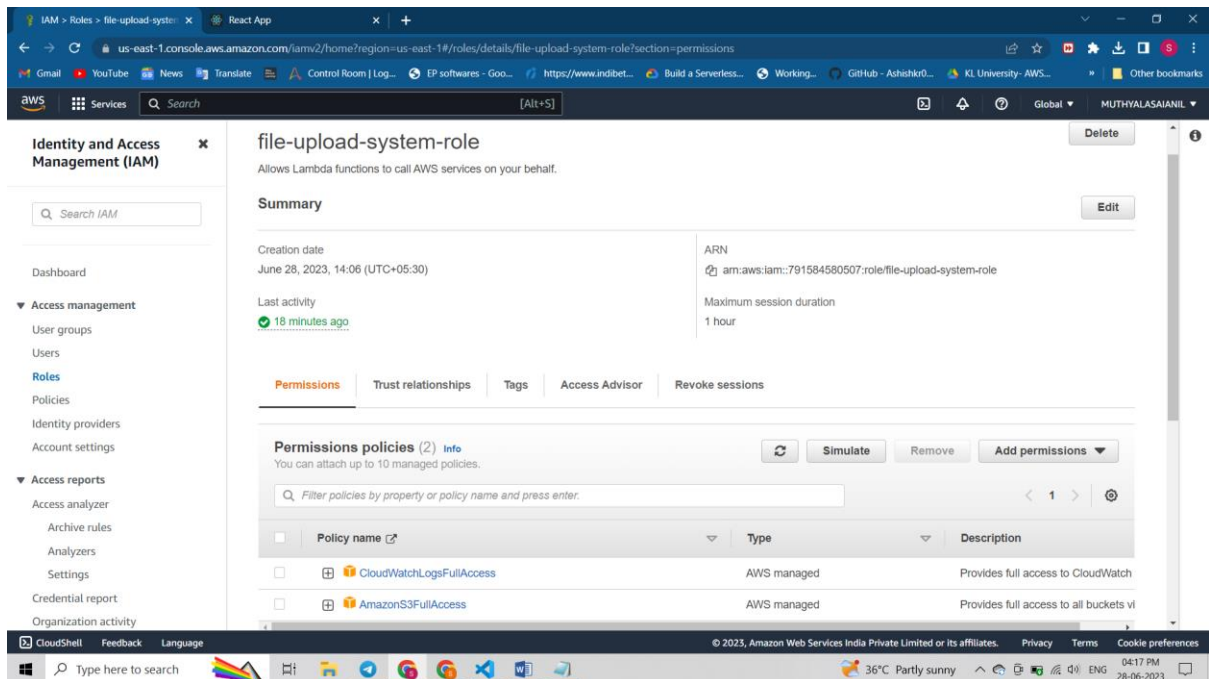 IAM > Roles > file-upload-system
React App
us-east-1.console.aws.amazon.com/iamv2/home?region=us-east-1#/roles/details/file-upload-system-role?section=permissions
Gmail YouTube News Translate Control Room | Log... EP softwares - Goo... https://www.indibet... Build a Serverless... Working... GitHub - Ashishkr0... KL University- AWS... » Other bookmarks
aws Services Search [Alt+S] Global MUTHYALASAIANIL
Identity and Access
Management (IAM)
Search IAM
Dashboard
Access management
User groups
Users
Roles
Policies
Identity providers
Account settings
Access reports
Access analyzer
Archive rules
Analyzers
Settings
Credential report
Organization activity
file-upload-system-role
Delete
Allows Lambda functions to call AWS services on your behalf.
Summary
Edit
Creation date
June 28, 2023, 14:06 (UTC+05:30)
ARN
arn:aws:iam::791584580507:role/file-upload-system-role
Last activity
18 minutes ago
Maximum session duration
1 hour
Permissions Trust relationships Tags Access Advisor Revoke sessions
Permissions policies (2) Info
You can attach up to 10 managed policies.
Simulate Remove Add permissions
Filter policies by property or policy name and press enter.
1
Policy name Type Description
CloudWatchLogsFullAccess AWS managed Provides full access to CloudWatch
AmazonS3FullAccess AWS managed Provides full access to all buckets vi
CloudShell Feedback Language © 2023, Amazon Web Services India Private Limited or its affiliates. Privacy Terms Cookie preferences
Type here to search 36°C Partly sunny ENG 04:17 PM
28-06-2023